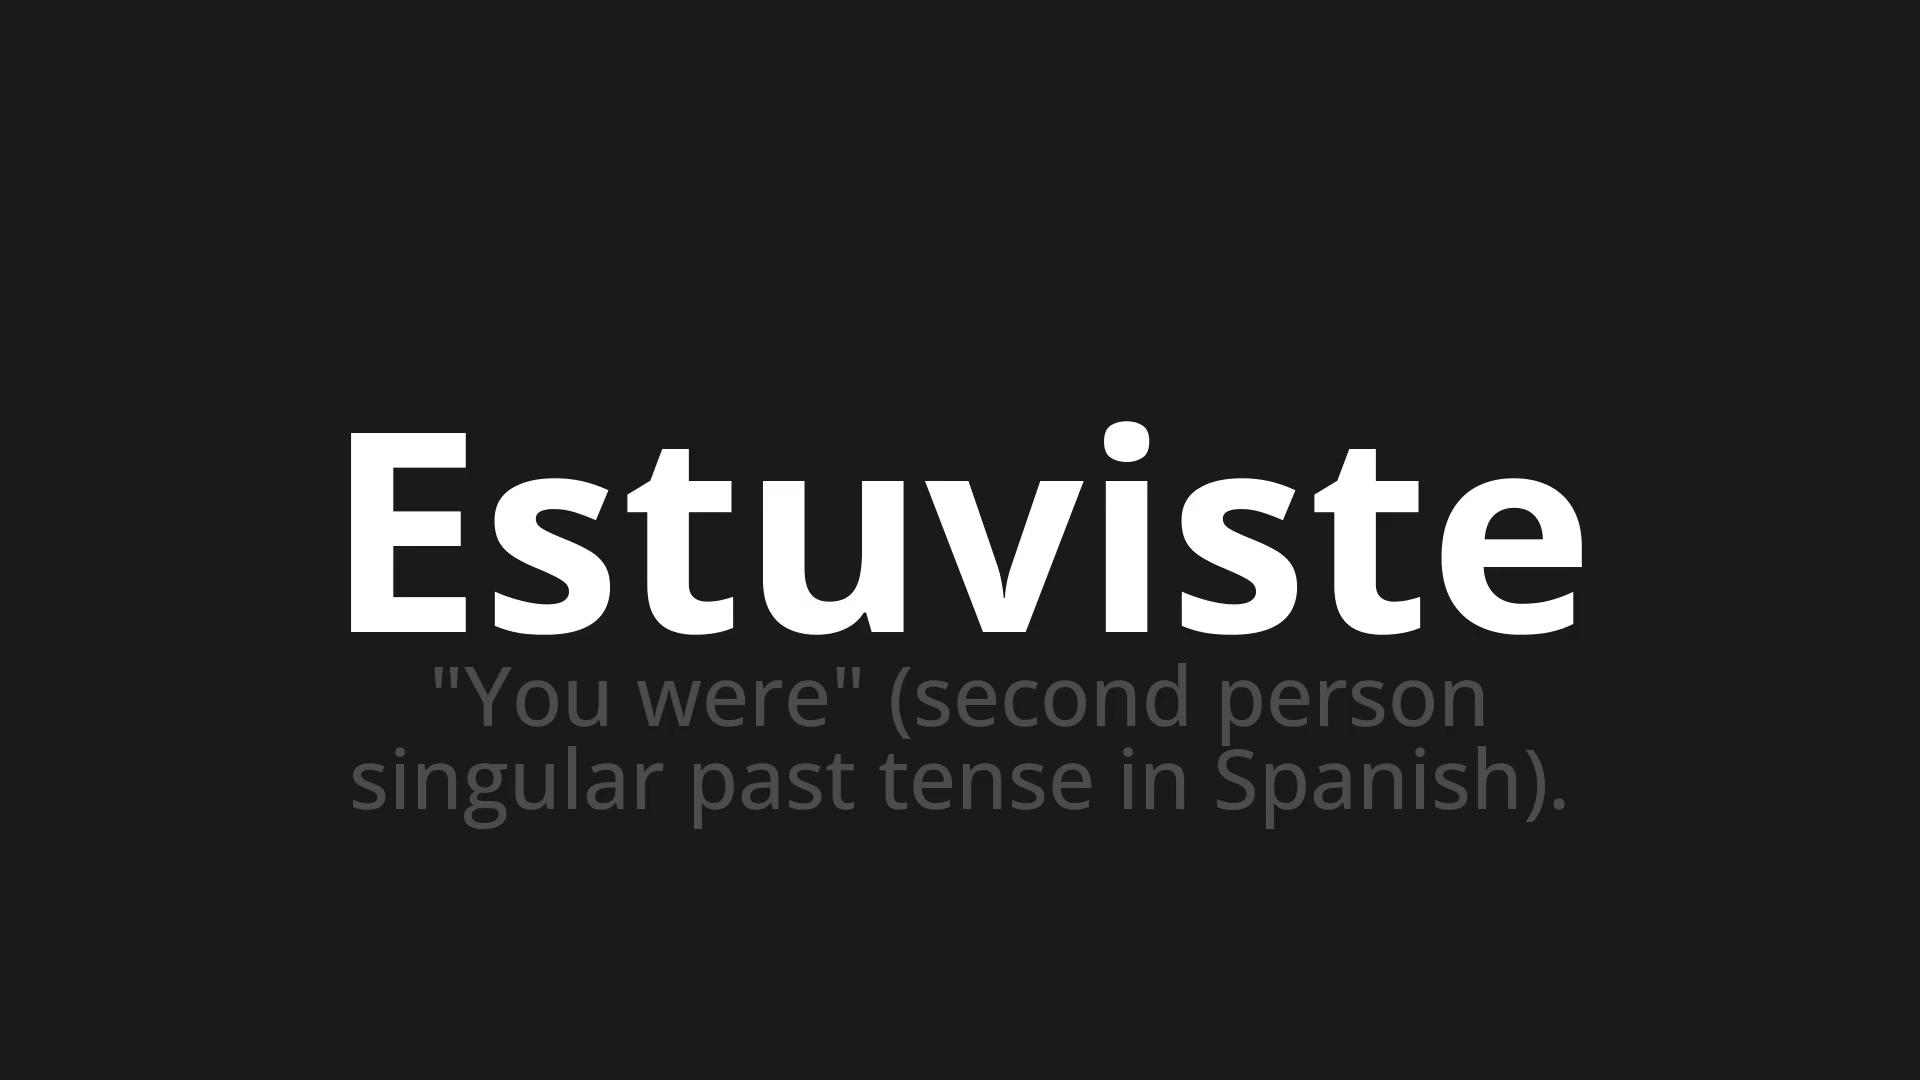 Estuviste
"You were" (second person
singular past tense in Spanish).